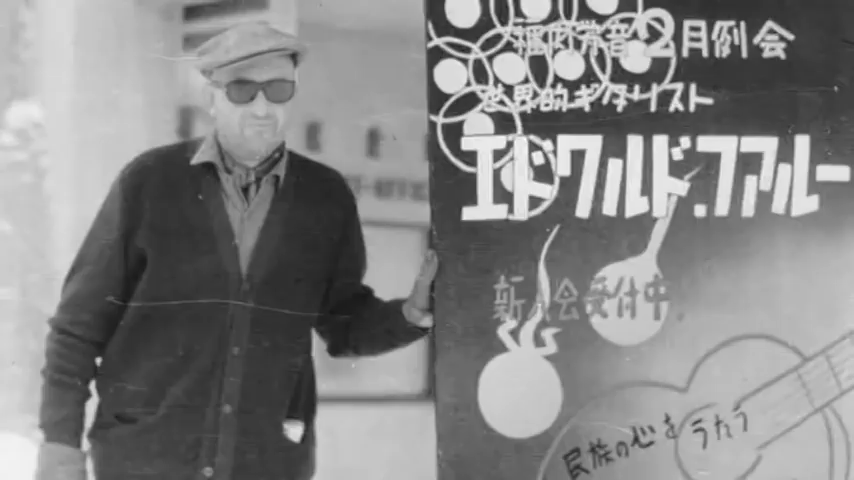 福岡労音2月例会
世界的ギタリスト
エドワルド.ファルー
新入会受付中!
民族の心をうたう